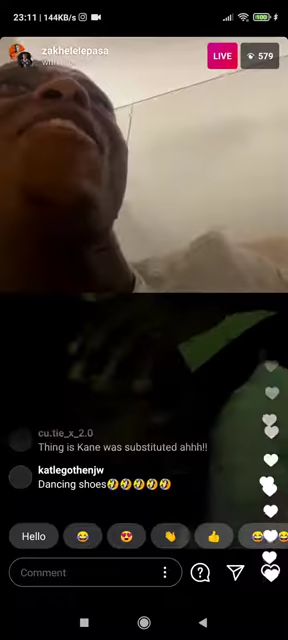 23:11 | 144KB/s
zakhelelepasa
LIVE
579
cu.tie_x_2.0
Thing is Kane was substituted ahhh!!
katlegothenjw
Dancing shoes🤣🤣🤣🤣🤣
Hello 😂 😍 👏 👍 😂
Comment